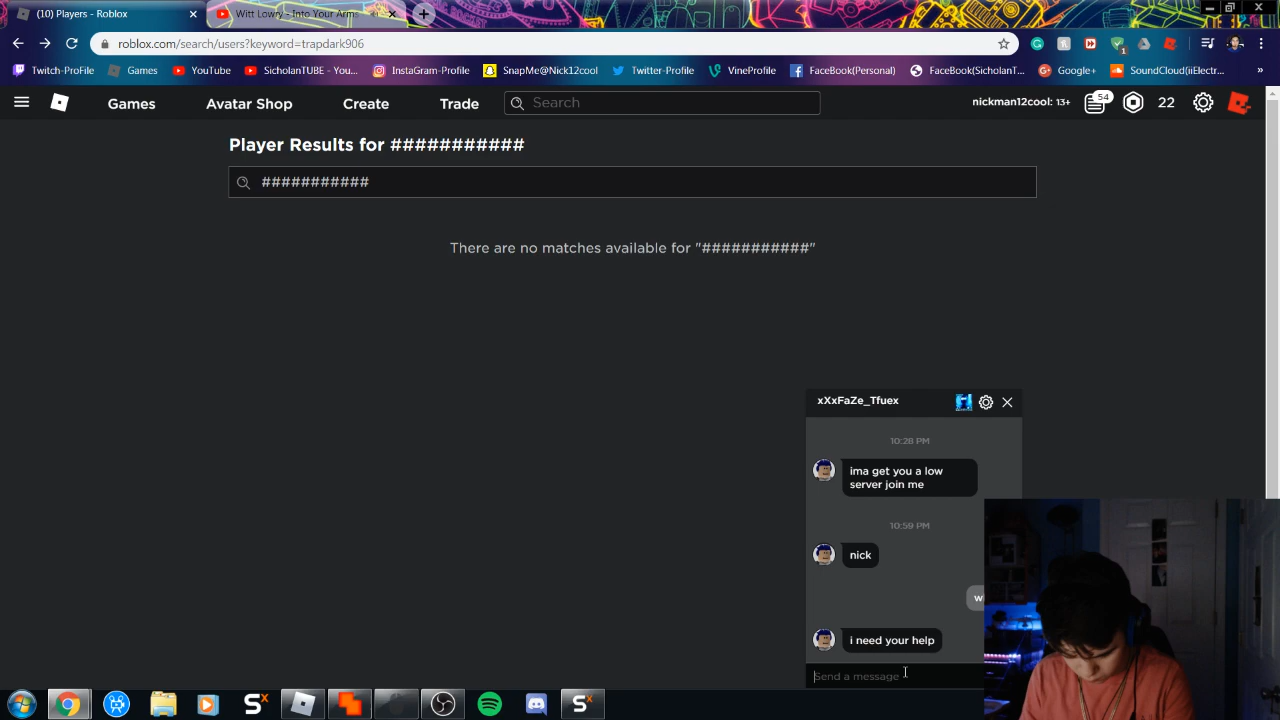 (10) Players - Roblox
Witt Lowry - Into Your Arms
roblox.com/search/users?keyword=trapdark906
1
Twitch-ProFile
Games
YouTube
SicholanTUBE - You...
InstaGram-Profile
SnapMe@Nick12cool
Twitter-Profile
VineProfile
FaceBook(Personal)
FaceBook(SicholanT...
Google+
SoundCloud(iiElectr...
»
Games
Avatar Shop
Create
Trade
Search
nickman12cool: 13+
54
22
Player Results for ###########
###########
There are no matches available for "###########"
xXxFaZe_Tfuex
10:28 PM
ima get you a low
server join me
10:59 PM
nick
w
i need your help
Send a message